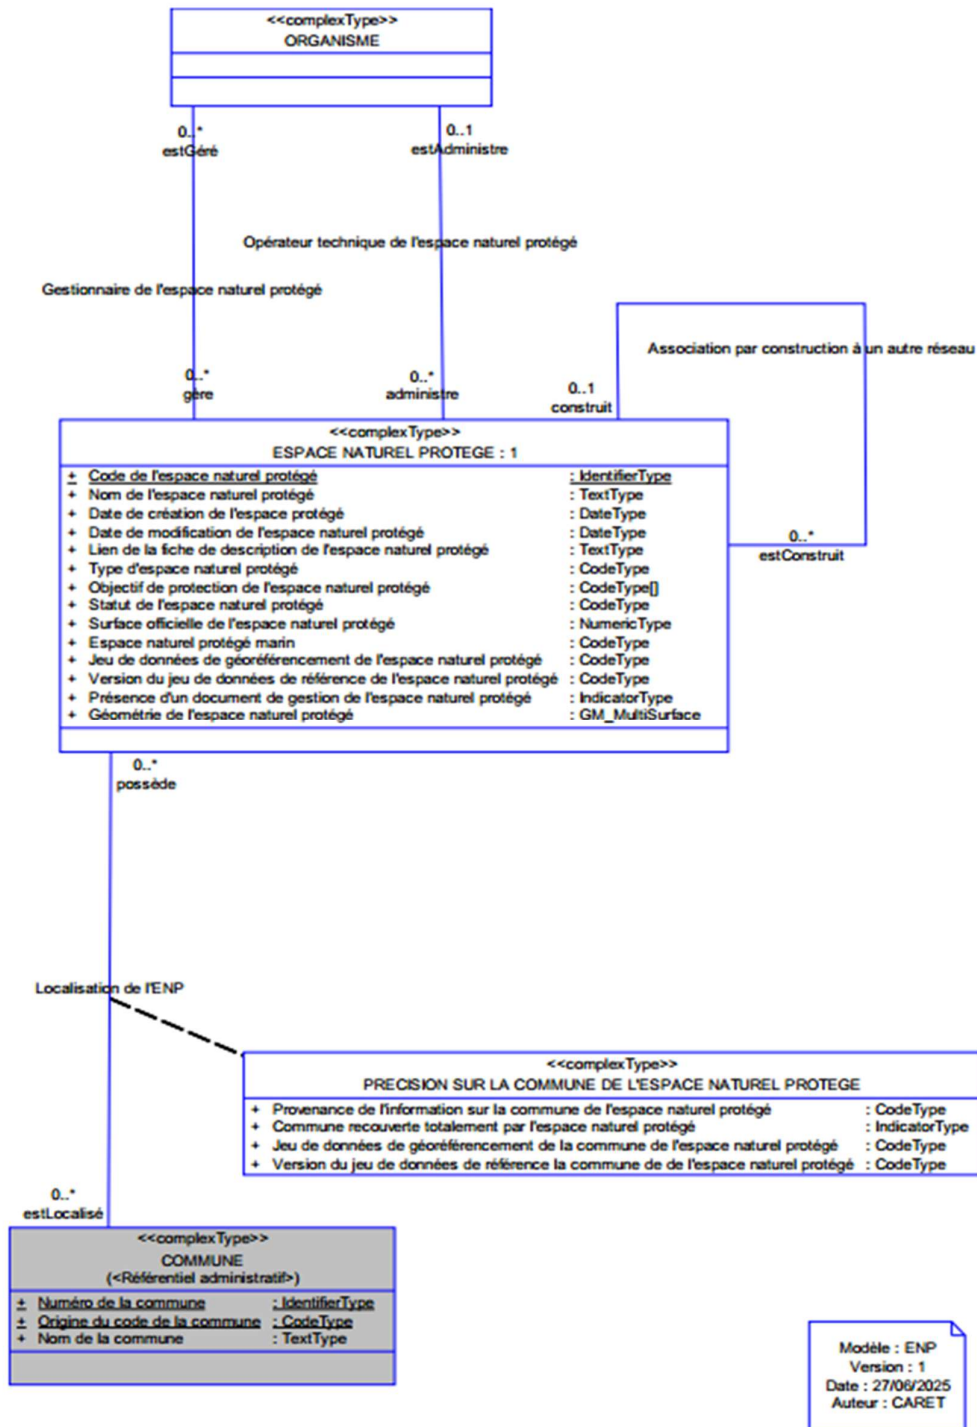 <<complexType>>
ORGANISME
0..*
estGéré
0..1
estAdministre
Opérateur technique de l'espace naturel protégé
Gestionnaire de l'espace naturel protégé
Association par construction à un autre réseau
0..*
gère
0..*
administre
0..1
construit
<<complexType>>
ESPACE NATUREL PROTEGE : 1
+ Code de l'espace naturel protégé : IdentifierType
+ Nom de l'espace naturel protégé : TextType
+ Date de création de l'espace protégé : DateType
+ Date de modification de l'espace naturel protégé : DateType
+ Lien de la fiche de description de l'espace naturel protégé : TextType
+ Type d'espace naturel protégé : CodeType
+ Objectif de protection de l'espace naturel protégé : CodeType[]
+ Statut de l'espace naturel protégé : CodeType
+ Surface officielle de l'espace naturel protégé : NumericType
+ Espace naturel protégé marin : CodeType
+ Jeu de données de géoréférencement de l'espace naturel protégé : CodeType
+ Version du jeu de données de référence de l'espace naturel protégé : CodeType
+ Présence d'un document de gestion de l'espace naturel protégé : IndicatorType
+ Géométrie de l'espace naturel protégé : GM_MultiSurface
0..*
estConstruit
0..*
possède
Localisation de l'ENP
<<complexType>>
PRECISION SUR LA COMMUNE DE L'ESPACE NATUREL PROTEGE
+ Provenance de l'information sur la commune de l'espace naturel protégé : CodeType
+ Commune recouverte totalement par l'espace naturel protégé : IndicatorType
+ Jeu de données de géoréférencement de la commune de l'espace naturel protégé : CodeType
+ Version du jeu de données de référence la commune de de l'espace naturel protégé : CodeType
0..*
estLocalisé
<<complexType>>
COMMUNE
(<Référentiel administratif>)
+ Numéro de la commune : IdentifierType
+ Origine du code de la commune : CodeType
+ Nom de la commune : TextType
Modèle : ENP
Version : 1
Date : 27/06/2025
Auteur : CARET